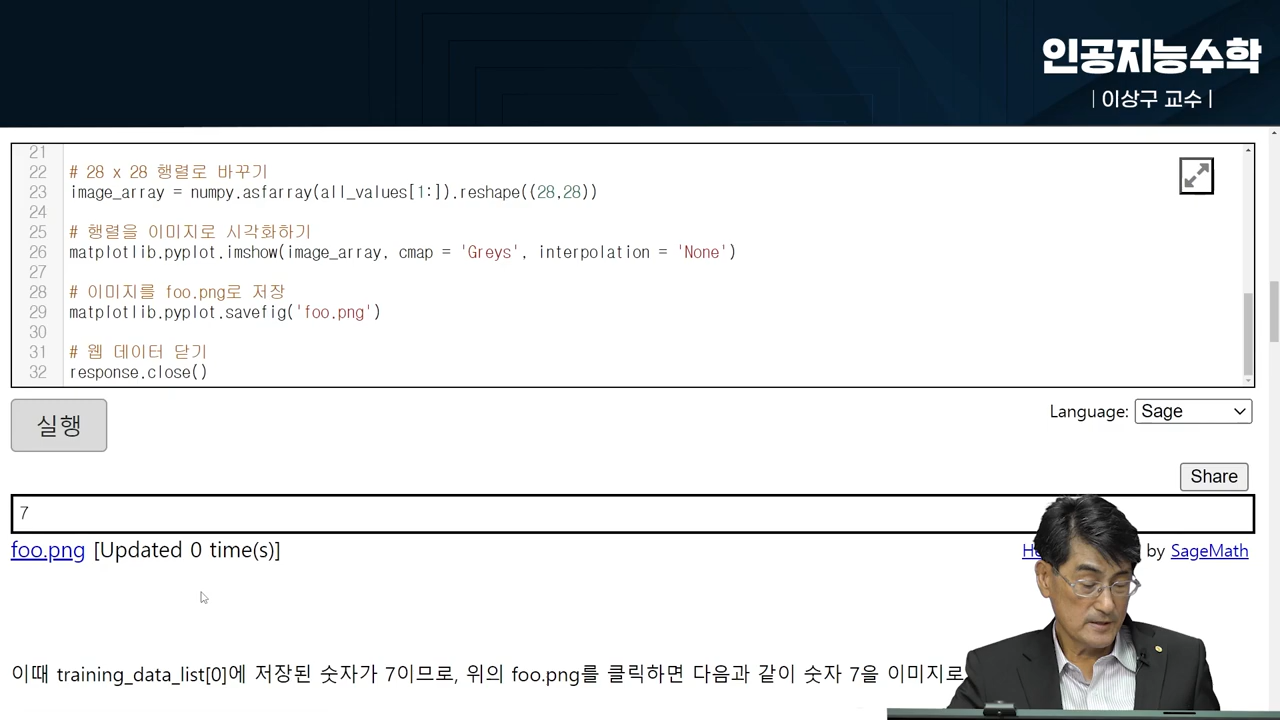 인공지능수학
| 이상구 교수 |
21
22 # 28 x 28 행렬로 바꾸기
23 image_array = numpy.asfarray(all_values[1:]).reshape((28,28))
24
25 # 행렬을 이미지로 시각화하기
26 matplotlib.pyplot.imshow(image_array, cmap = 'Greys', interpolation = 'None')
27
28 # 이미지를 foo.png로 저장
29 matplotlib.pyplot.savefig('foo.png')
30
31 # 웹 데이터 닫기
32 response.close()
실행
Language: Sage
Share
7
foo.png [Updated 0 time(s)]
by SageMath
이때 training_data_list[0]에 저장된 숫자가 7이므로, 위의 foo.png를 클릭하면 다음과 같이 숫자 7을 이미지로